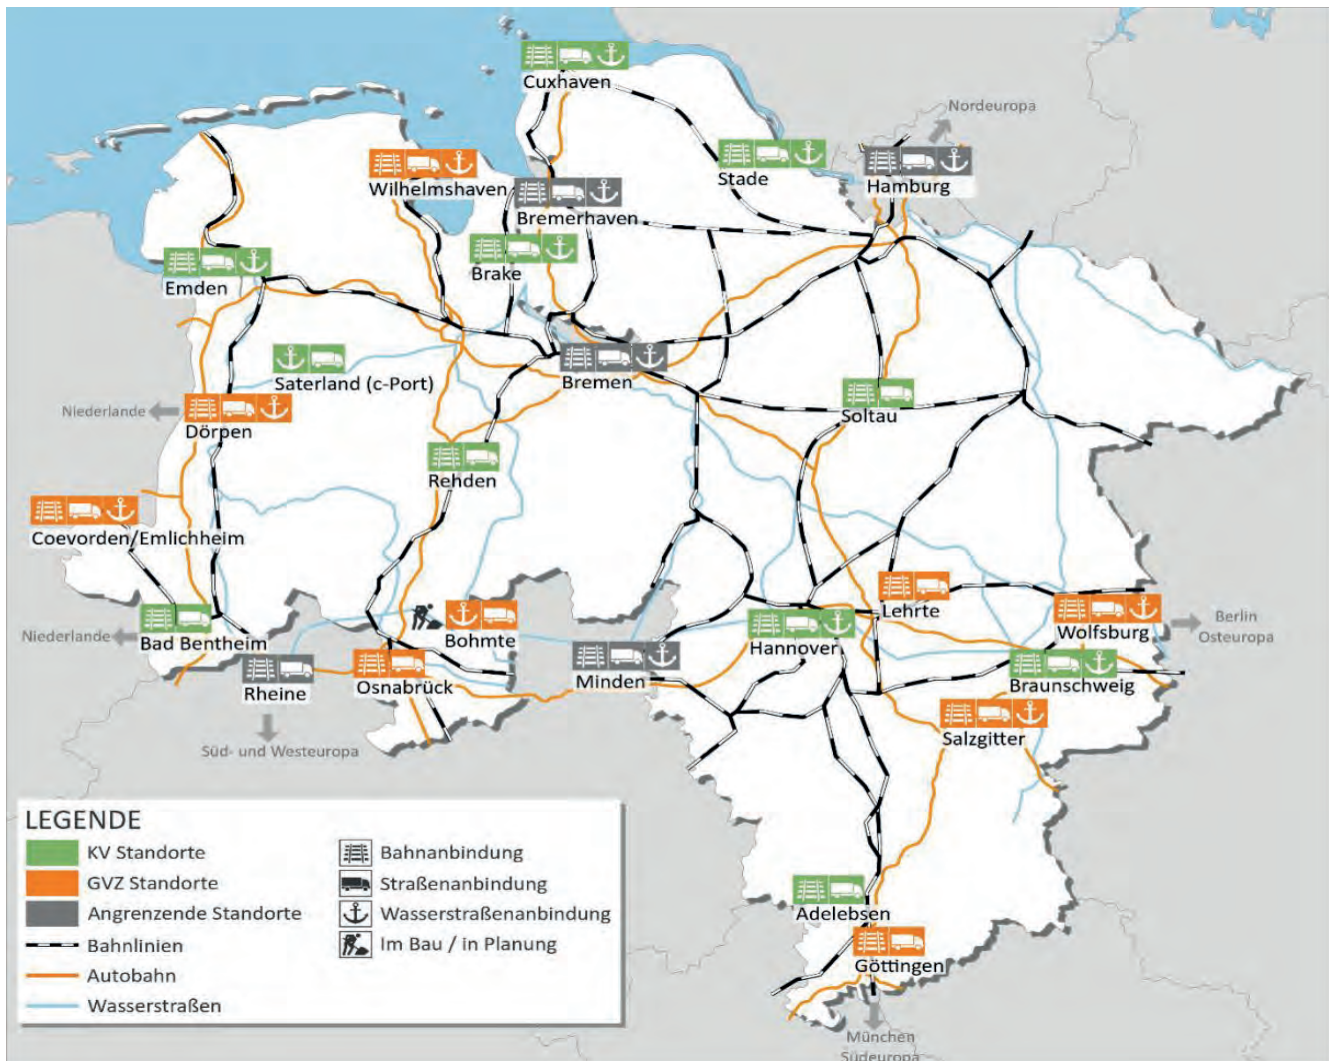 Cuxhaven
Nordeuropa
Stade
Hamburg
Wilhelmshaven
Bremerhaven
Brake
Emden
Saterland (c-Port)
Bremen
Niederlande
Dörpen
Soltau
Rehden
Coevorden/Emlichheim
Lehrte
Wolfsburg
Berlin
Osteuropa
Niederlande
Bad Bentheim
Bohmte
Hannover
Rheine
Osnabrück
Minden
Braunschweig
Salzgitter
Süd- und Westeuropa
LEGENDE
KV Standorte
GVZ Standorte
Angrenzende Standorte
Bahnlinien
Autobahn
Wasserstraßen
Bahnanbindung
Straßenanbindung
Wasserstraßenanbindung
Im Bau / in Planung
Adelebsen
Göttingen
München
Südeuropa